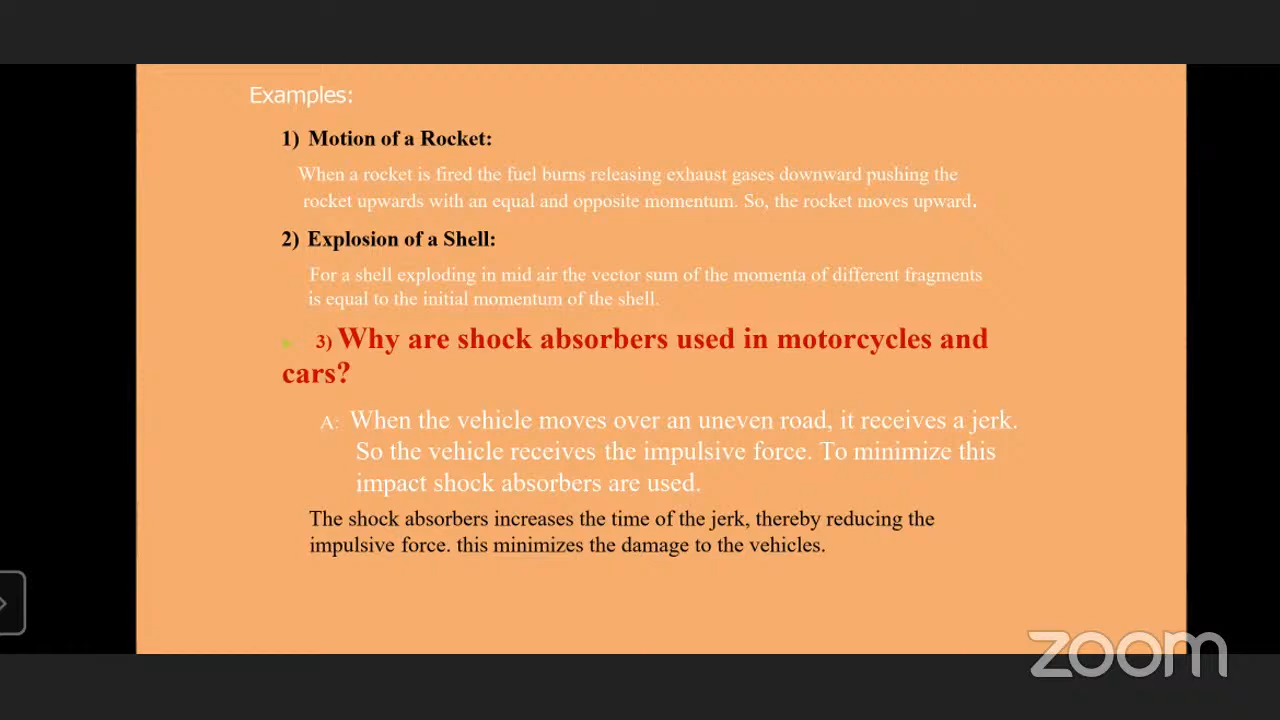 Examples:
1) Motion of a Rocket:
When a rocket is fired the fuel burns releasing exhaust gases downward pushing the
rocket upwards with an equal and opposite momentum. So, the rocket moves upward.
2) Explosion of a Shell:
For a shell exploding in mid air the vector sum of the momenta of different fragments
is equal to the initial momentum of the shell.
3) Why are shock absorbers used in motorcycles and
cars?
A: When the vehicle moves over an uneven road, it receives a jerk.
So the vehicle receives the impulsive force. To minimize this
impact shock absorbers are used.
The shock absorbers increases the time of the jerk, thereby reducing the
impulsive force. this minimizes the damage to the vehicles.
zoom